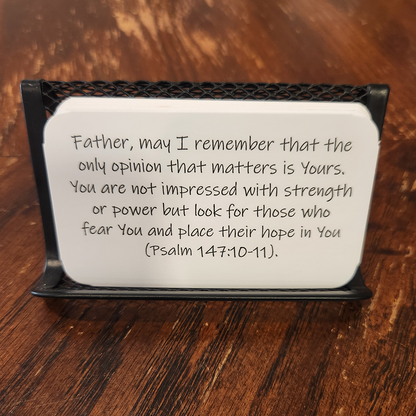 Father, may I remember that the
only opinion that matters is Yours.
You are not impressed with strength
or power but look for those who
fear You and place their hope in You
(Psalm 147:10-11).